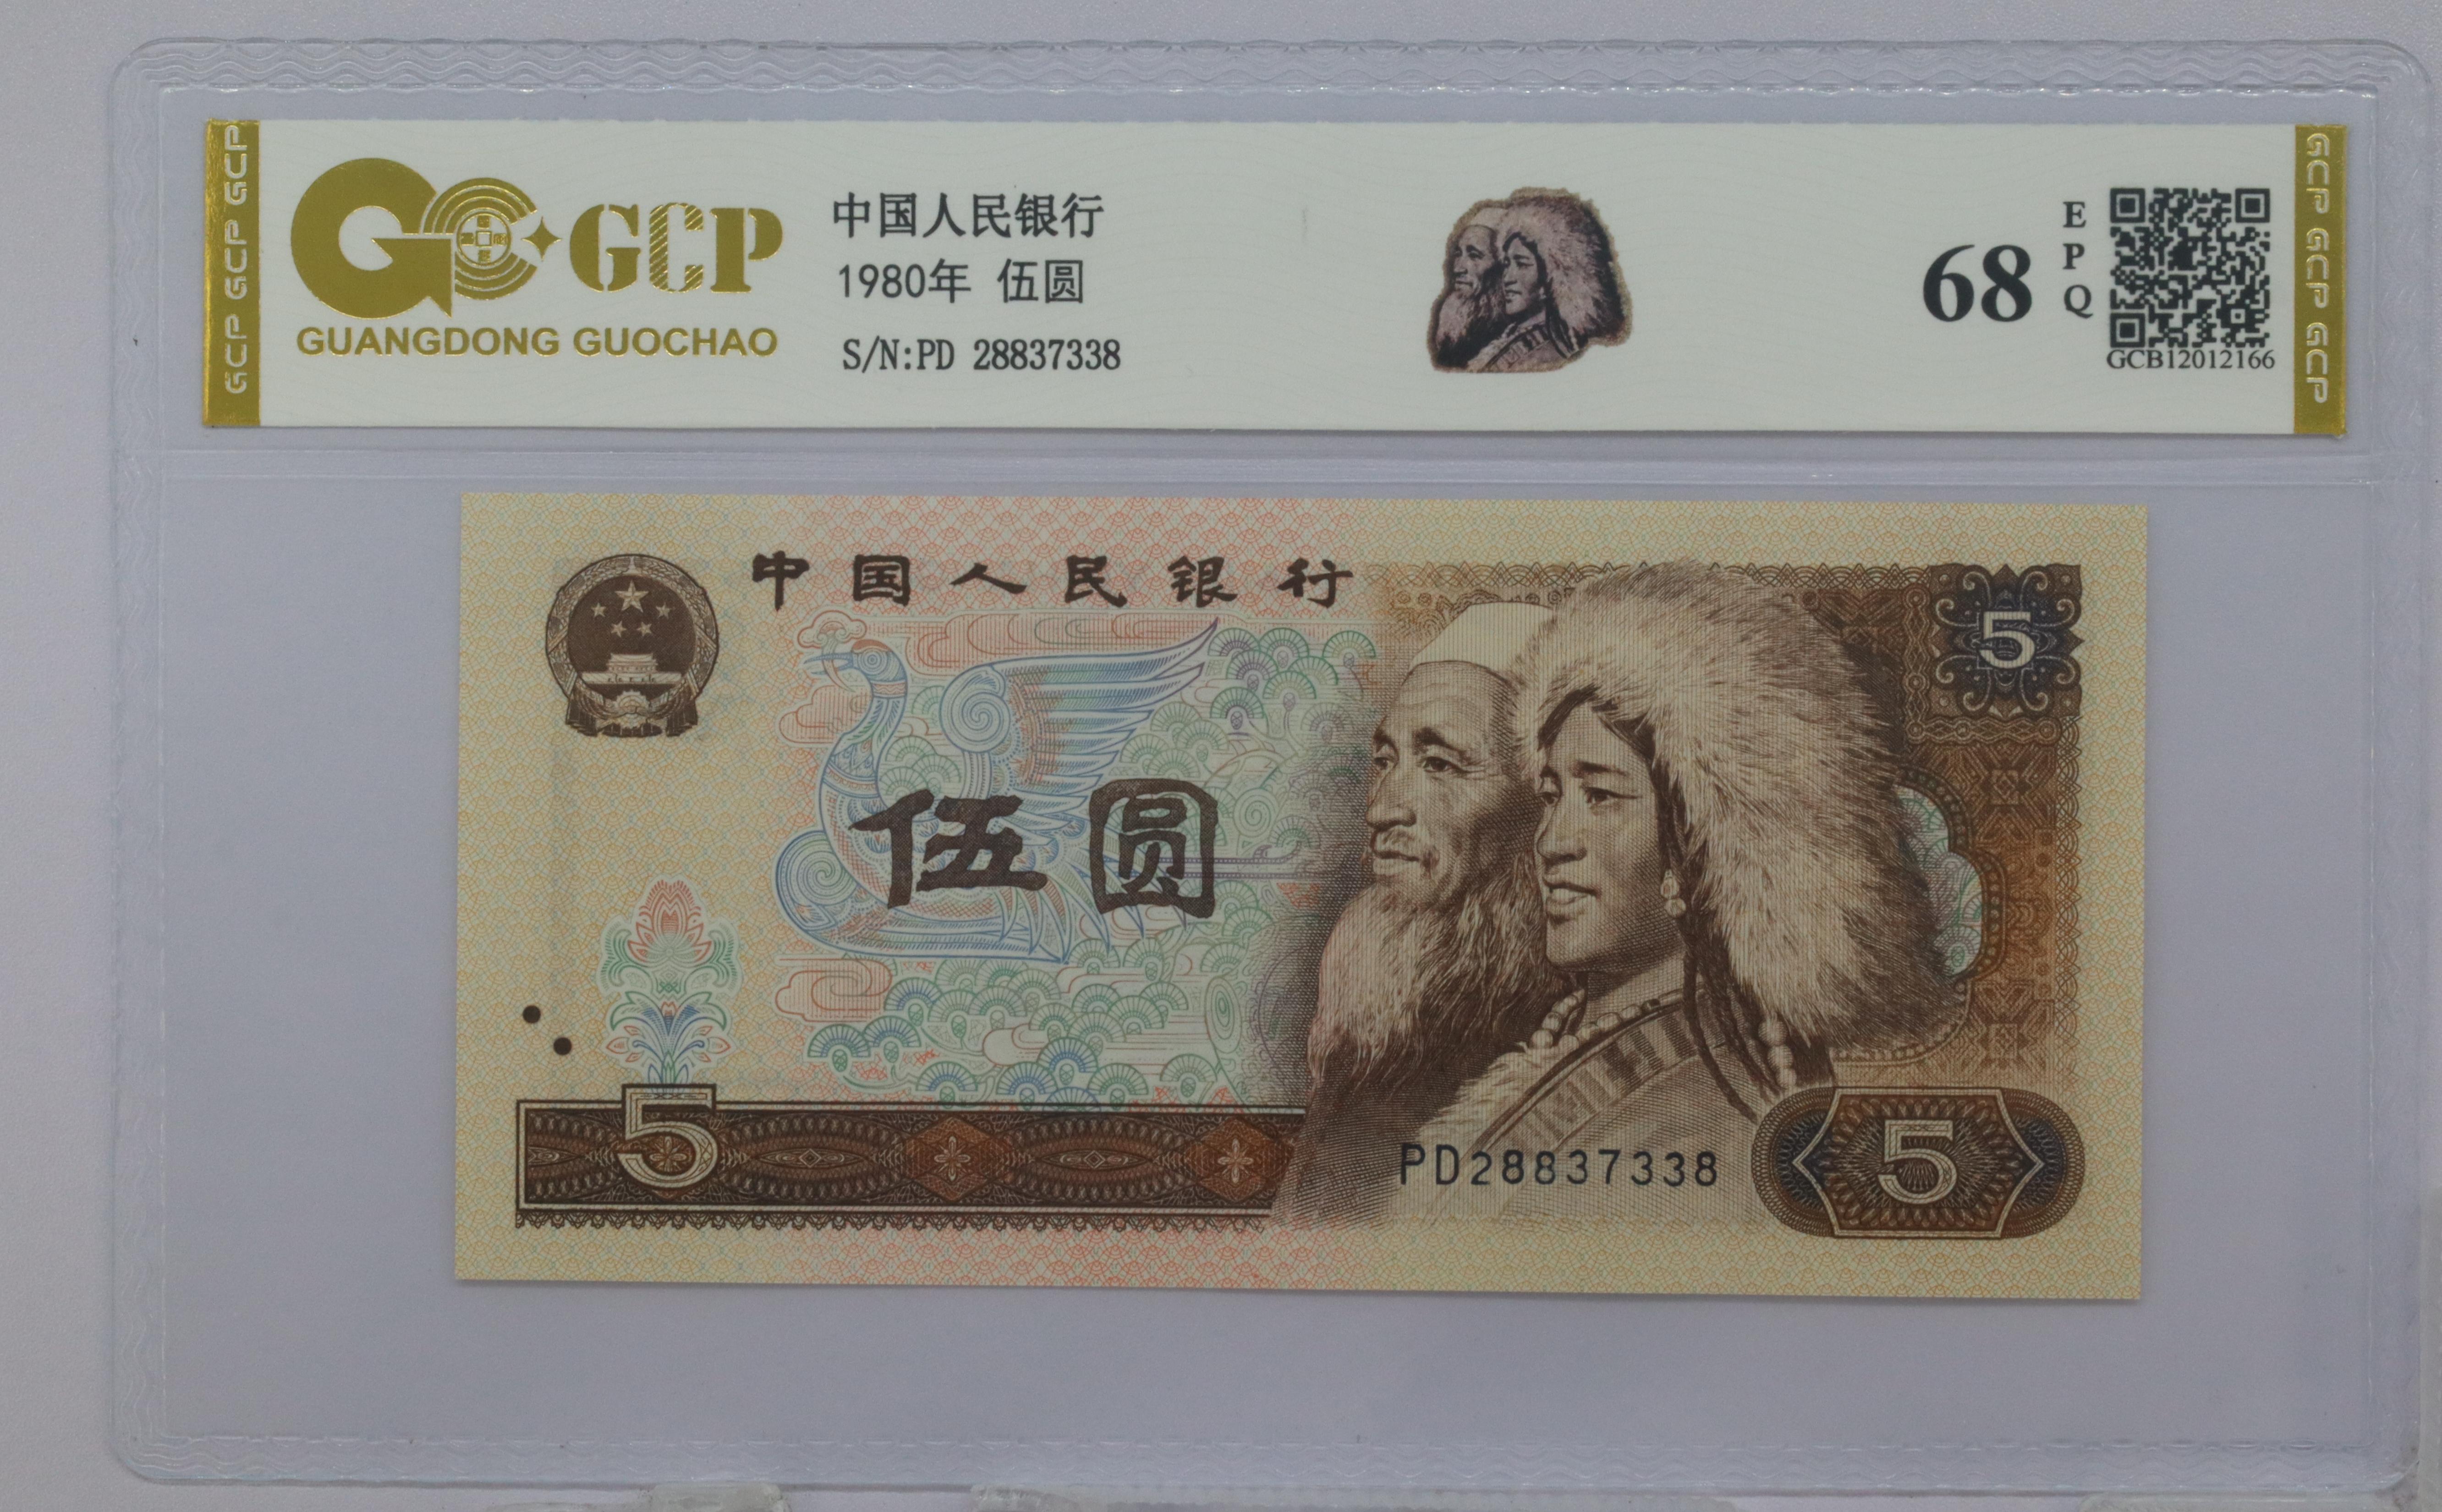 GCP GCP GCP
GCP
GUANGDONG GUOCHAO
中国人民银行
1980年 伍圆
S/N:PD 28837338
68
EPQ
GCB12012166
GCP GCP GCP
中国人民银行
5
伍圆
5
PD28837338
5